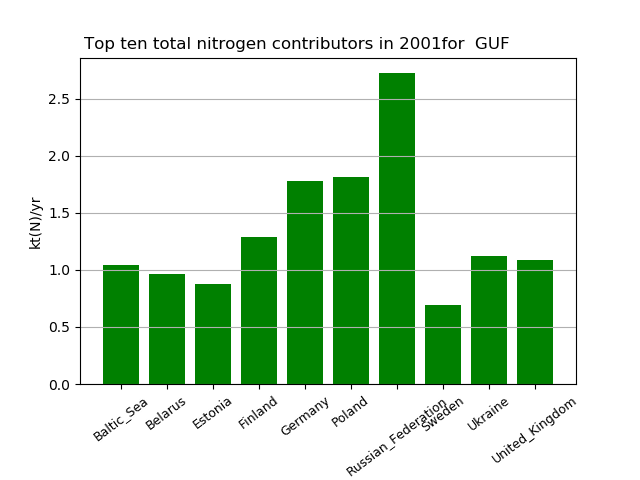 Top ten total nitrogen contributors in 2001for  GUF
kt(N)/yr
2.5
2.0
1.5
1.0
0.5
0.0
Baltic_Sea
Belarus
Estonia
Finland
Germany
Poland
Russian_Federation
Sweden
Ukraine
United_Kingdom